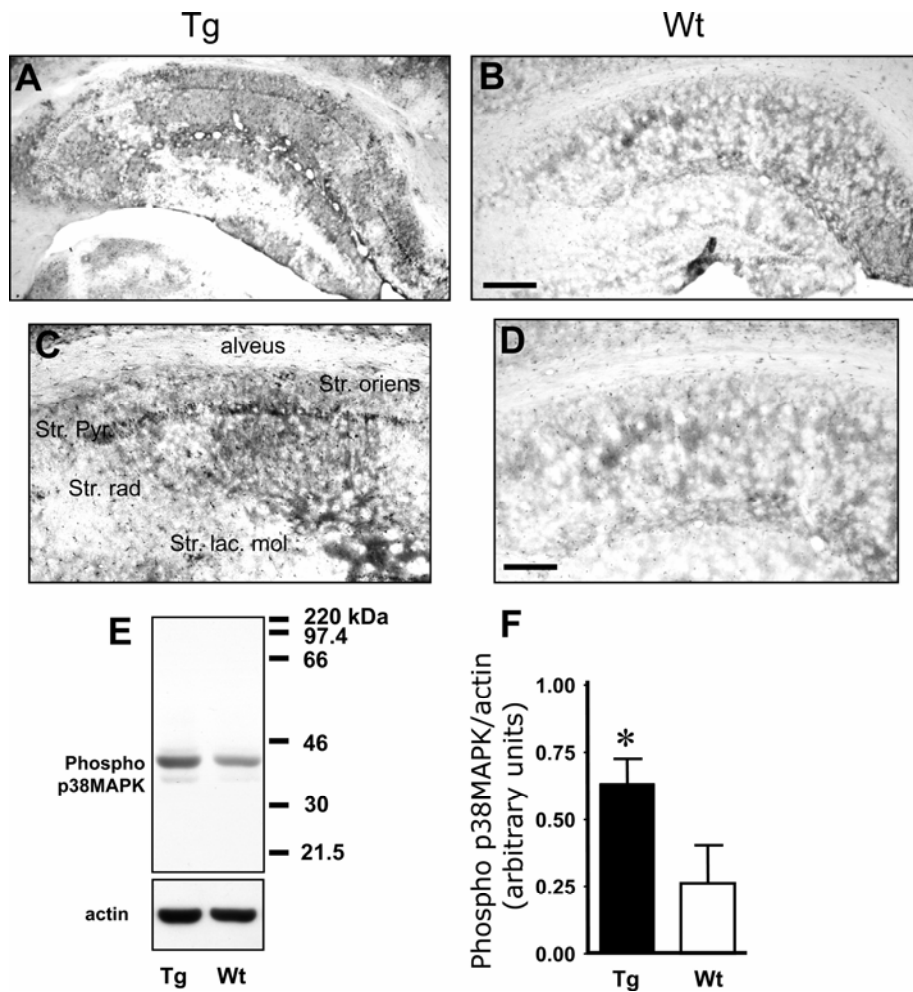 Tg
Wt
A
B
C
alveus
Str. oriens
Str. Pyr.
Str. rad
Str. lac. mol
D
E
220 kDa
97.4
66
46
30
21.5
Phospho
p38MAPK
actin
Tg Wt
F
Phospho p38MAPK/actin
(arbitrary units)
1.00
0.75
0.50
0.25
0.00
*
Tg
Wt